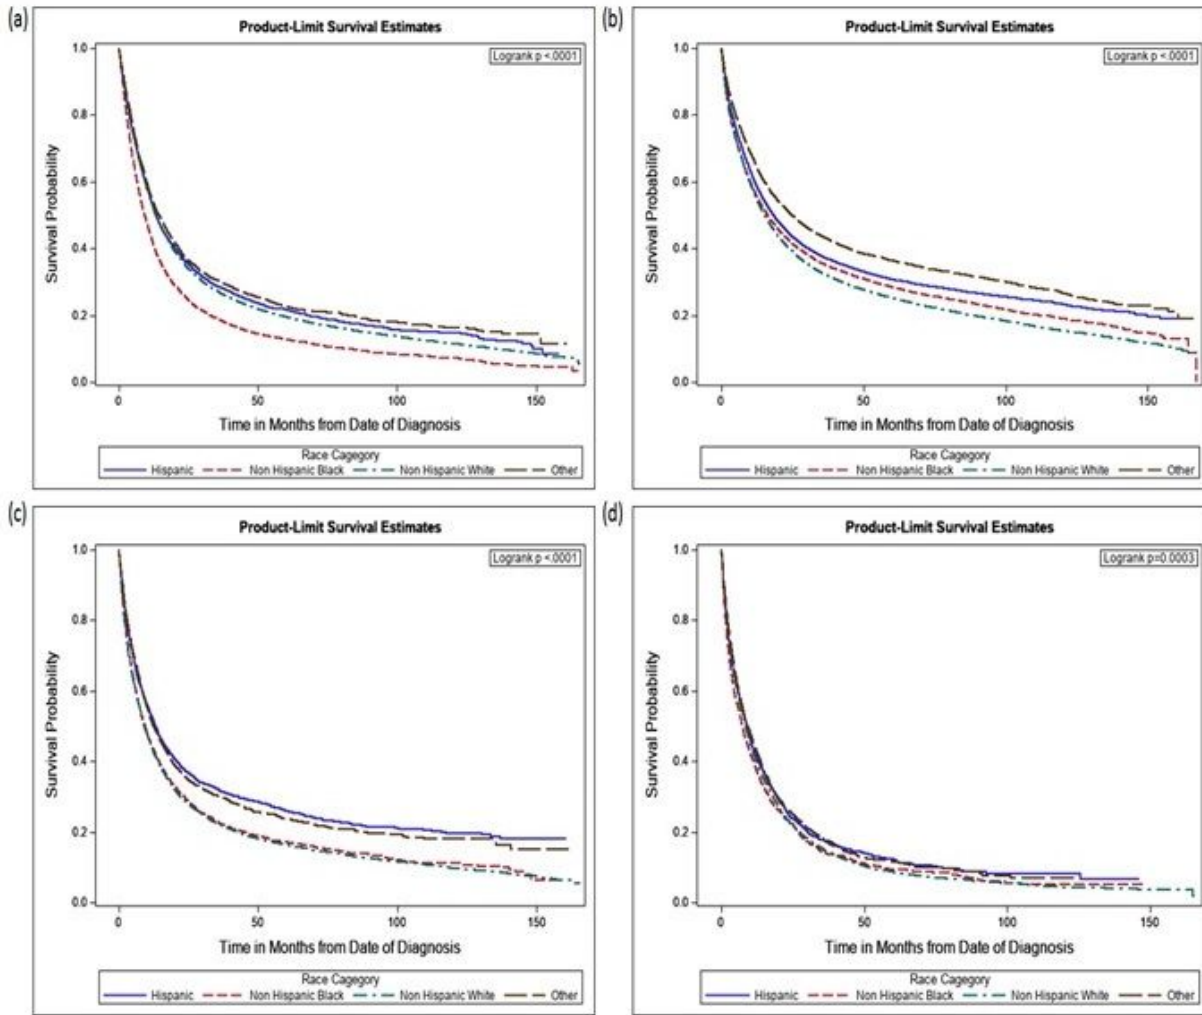 (a)
Product-Limit Survival Estimates
Logrank p <.0001
1.0
0.8
0.6
0.4
0.2
0.0
Survival Probability
0 50 100 150
Time in Months from Date of Diagnosis
Race Cagegory
Hispanic Non Hispanic Black Non Hispanic White Other
(b)
Product-Limit Survival Estimates
Logrank p <.0001
1.0
0.8
0.6
0.4
0.2
0.0
Survival Probability
0 50 100 150
Time in Months from Date of Diagnosis
Race Cagegory
Hispanic Non Hispanic Black Non Hispanic White Other
(c)
Product-Limit Survival Estimates
Logrank p <.0001
1.0
0.8
0.6
0.4
0.2
0.0
Survival Probability
0 50 100 150
Time in Months from Date of Diagnosis
Race Cagegory
Hispanic Non Hispanic Black Non Hispanic White Other
(d)
Product-Limit Survival Estimates
Logrank p=0.0003
1.0
0.8
0.6
0.4
0.2
0.0
Survival Probability
0 50 100 150
Time in Months from Date of Diagnosis
Race Cagegory
Hispanic Non Hispanic Black Non Hispanic White Other